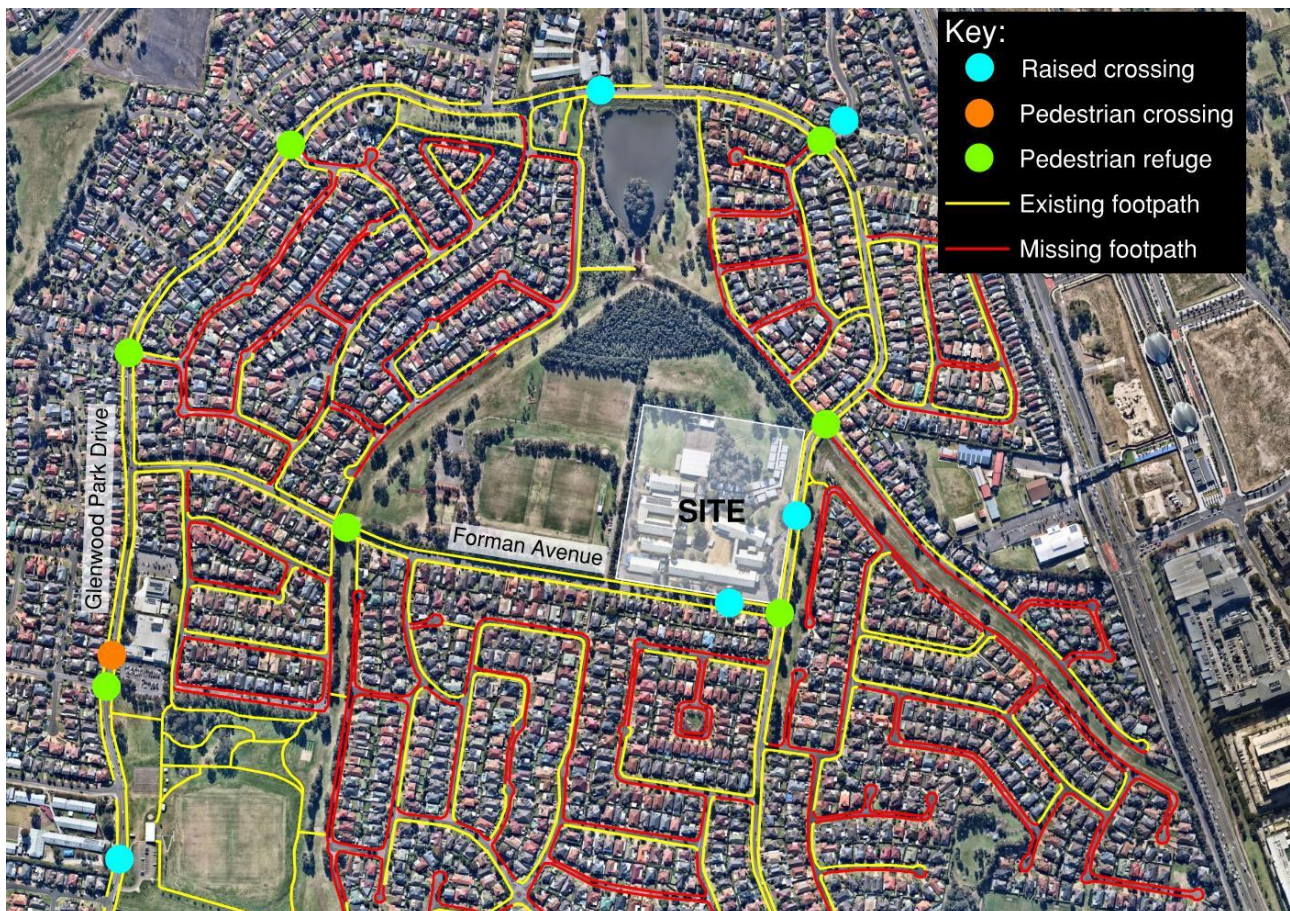 Key:
Raised crossing
Pedestrian crossing
Pedestrian refuge
Existing footpath
Missing footpath
Glenwood Park Drive
SITE
Forman Avenue